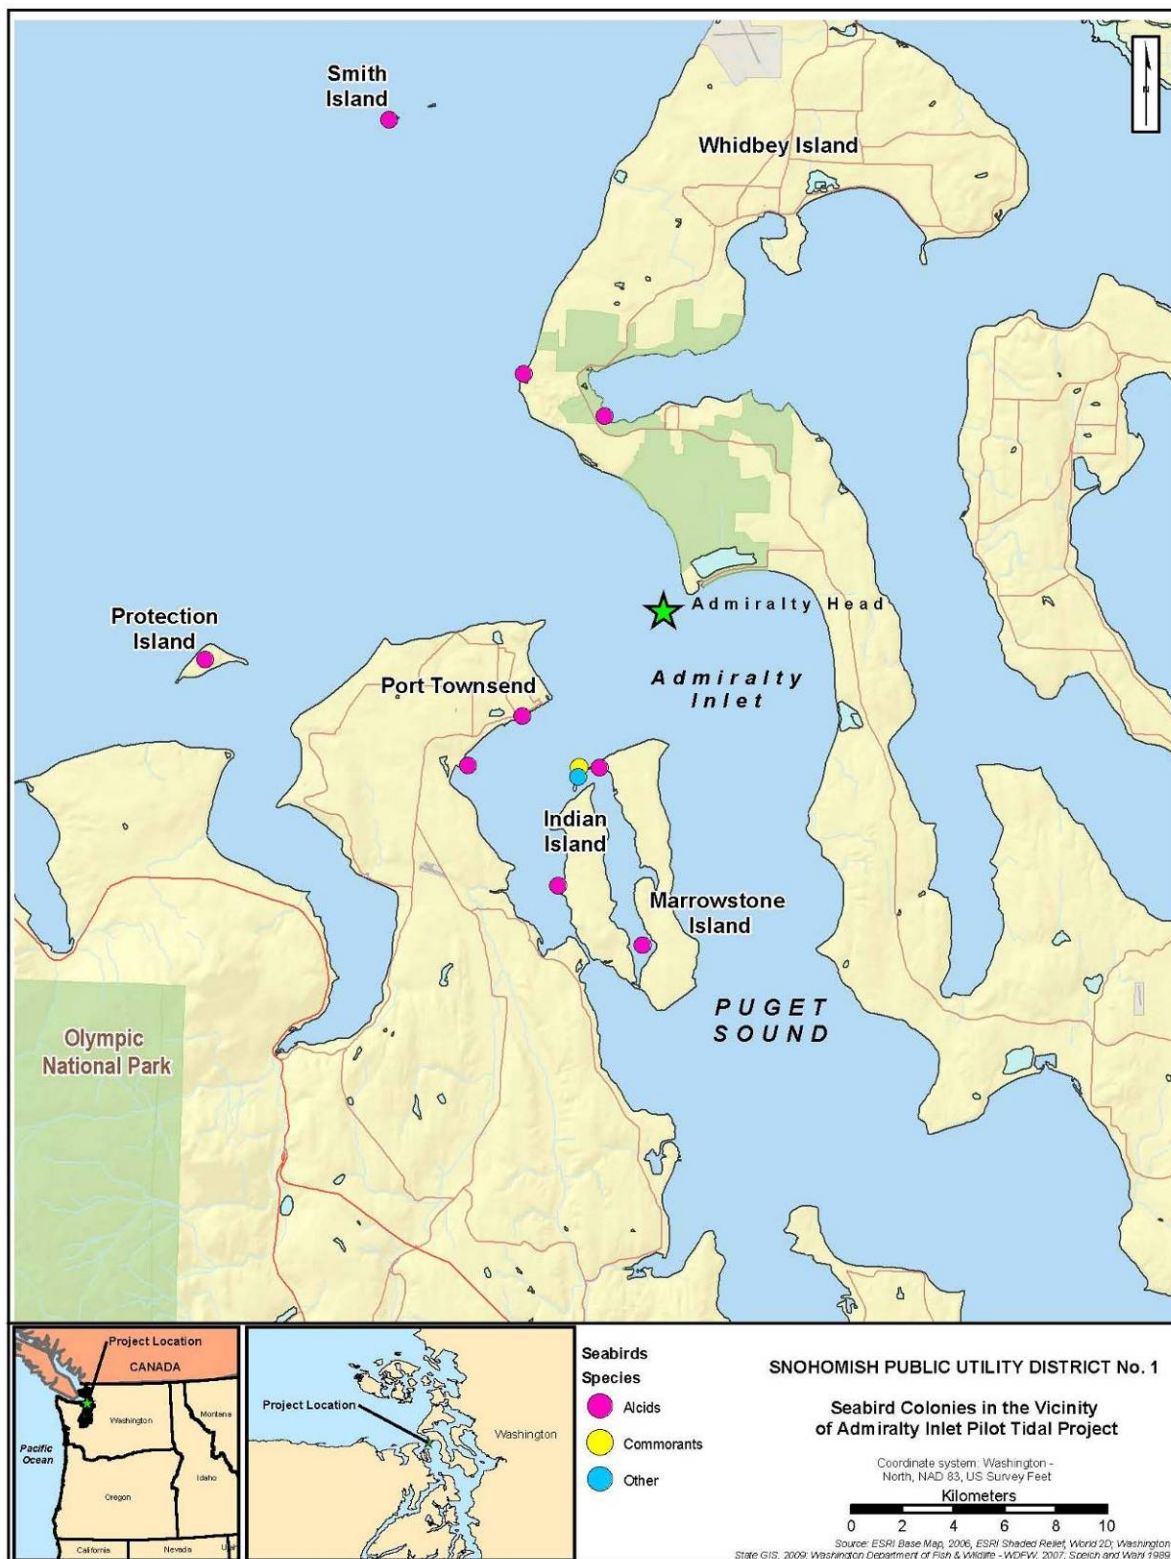 Smith
Island
Whidbey Island
N
Admiralty Head
Protection
Island
Port Townsend
Admiralty
Inlet
Indian
Island
Marrowstone
Island
PUGET
SOUND
Olympic
National Park
Project Location
CANADA
Washington
Montana
Pacific
Ocean
Idaho
Oregon
California
Nevada
Project Location
Washington
Seabirds
Species
Alcids
Commorants
Other
SNOHOMISH PUBLIC UTILITY DISTRICT No. 1
Seabird Colonies in the Vicinity
of Admiralty Inlet Pilot Tidal Project
Coordinate system: Washington -
North, NAD 83, US Survey Feet
Kilometers
0 2 4 6 8 10
Source: ESRI Base Map, 2006, ESRI Shaded Relief, World 2D; Washington
State GIS, 2009; Washington Department of Fish & Wildlife - WDFW, 2007; Speich and Wahl 1989